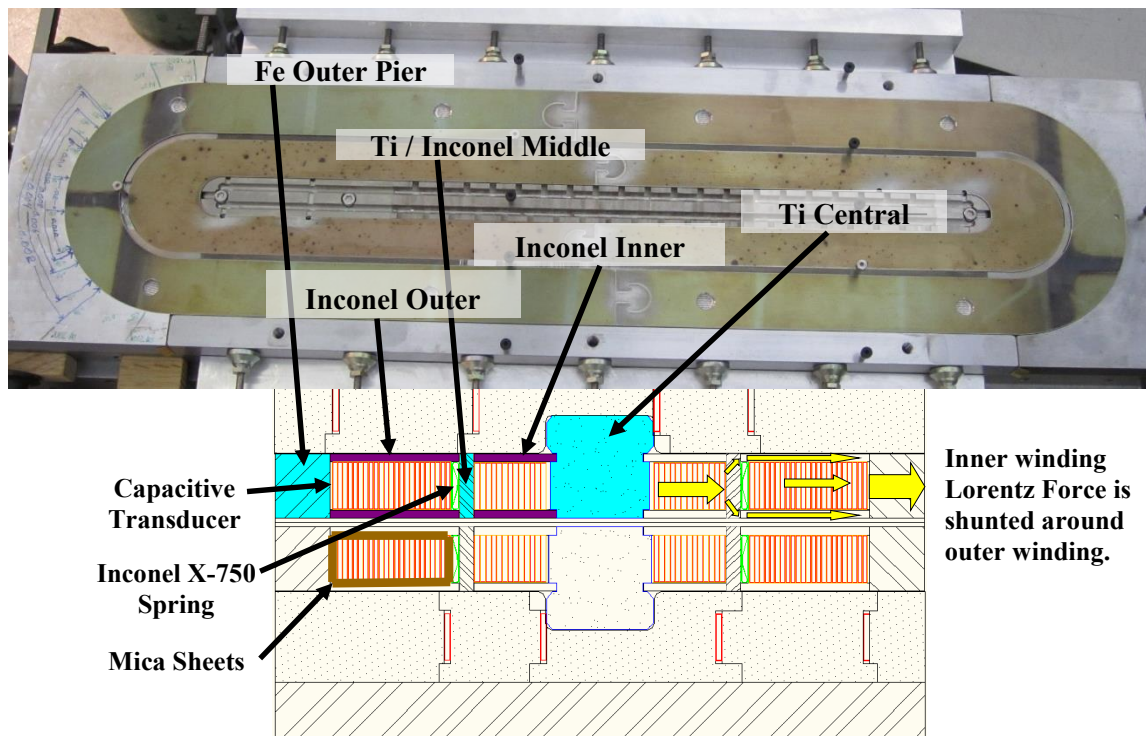 Fe Outer Pier
Ti / Inconel Middle
Ti Central
Inconel Inner
Inconel Outer
Capacitive
Transducer
Inconel X-750
Spring
Mica Sheets
Inner winding
Lorentz Force is
shunted around
outer winding.